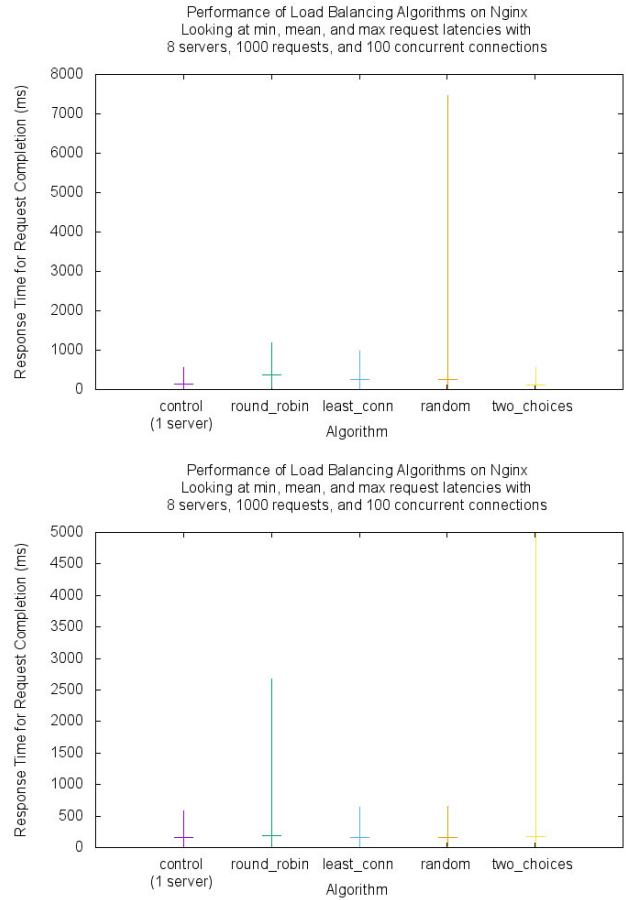 Performance of Load Balancing Algorithms on Nginx
Looking at min, mean, and max request latencies with
8 servers, 1000 requests, and 100 concurrent connections
Response Time for Request Completion (ms)
8000
7000
6000
5000
4000
3000
2000
1000
0
control round_robin least_conn random two_choices
(1 server)
Algorithm
Performance of Load Balancing Algorithms on Nginx
Looking at min, mean, and max request latencies with
8 servers, 1000 requests, and 100 concurrent connections
Response Time for Request Completion (ms)
5000
4500
4000
3500
3000
2500
2000
1500
1000
500
0
control round_robin least_conn random two_choices
(1 server)
Algorithm